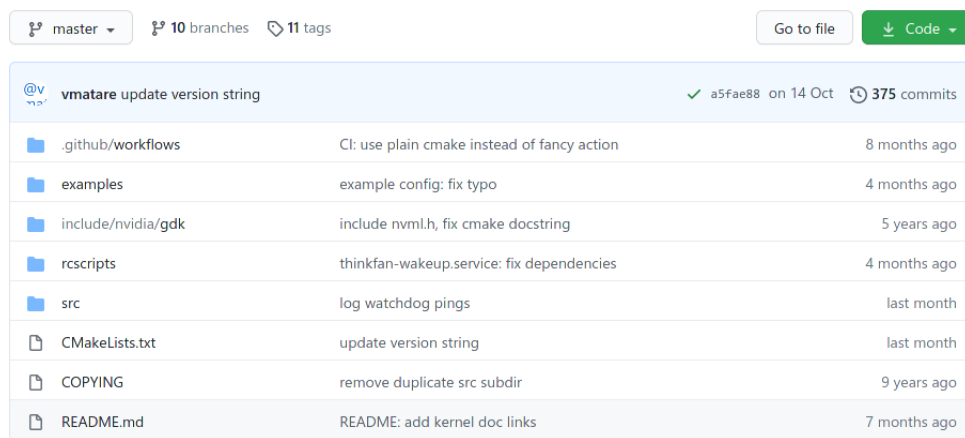 master 10 branches 11 tags Go to file Code
vmatare update version string a5fae88 on 14 Oct 375 commits
.github/workflows CI: use plain cmake instead of fancy action 8 months ago
examples example config: fix typo 4 months ago
include/nvidia/gdk include nvml.h, fix cmake docstring 5 years ago
rcscripts thinkfan-wakeup.service: fix dependencies 4 months ago
src log watchdog pings last month
CMakeLists.txt update version string last month
COPYING remove duplicate src subdir 9 years ago
README.md README: add kernel doc links 7 months ago